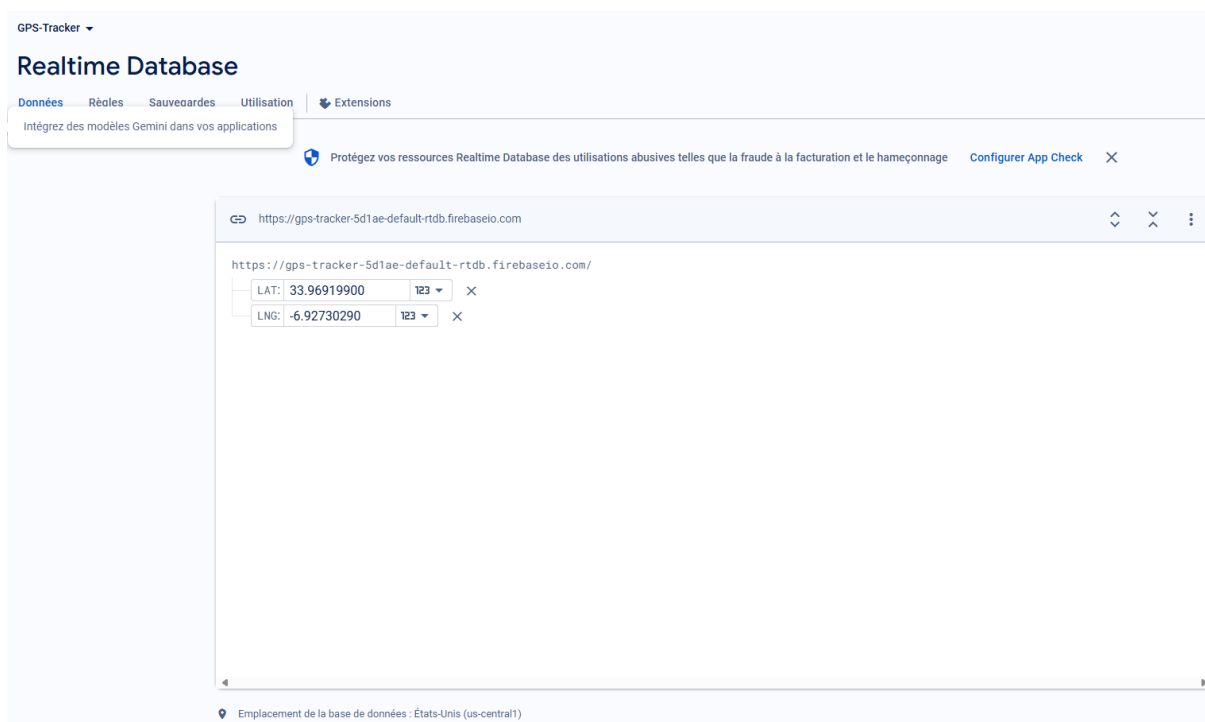 GPS-Tracker
Realtime Database
Données Règles Sauvegardes Utilisation Extensions
Intégrez des modèles Gemini dans vos applications
Protégez vos ressources Realtime Database des utilisations abusives telles que la fraude à la facturation et le hameçonnage Configurer App Check
https://gps-tracker-5d1ae-default-rtdb.firebaseio.com
https://gps-tracker-5d1ae-default-rtdb.firebaseio.com/
LAT: 33.96919900 123
LNG: -6.92730290 123
Emplacement de la base de données : États-Unis (us-central1)